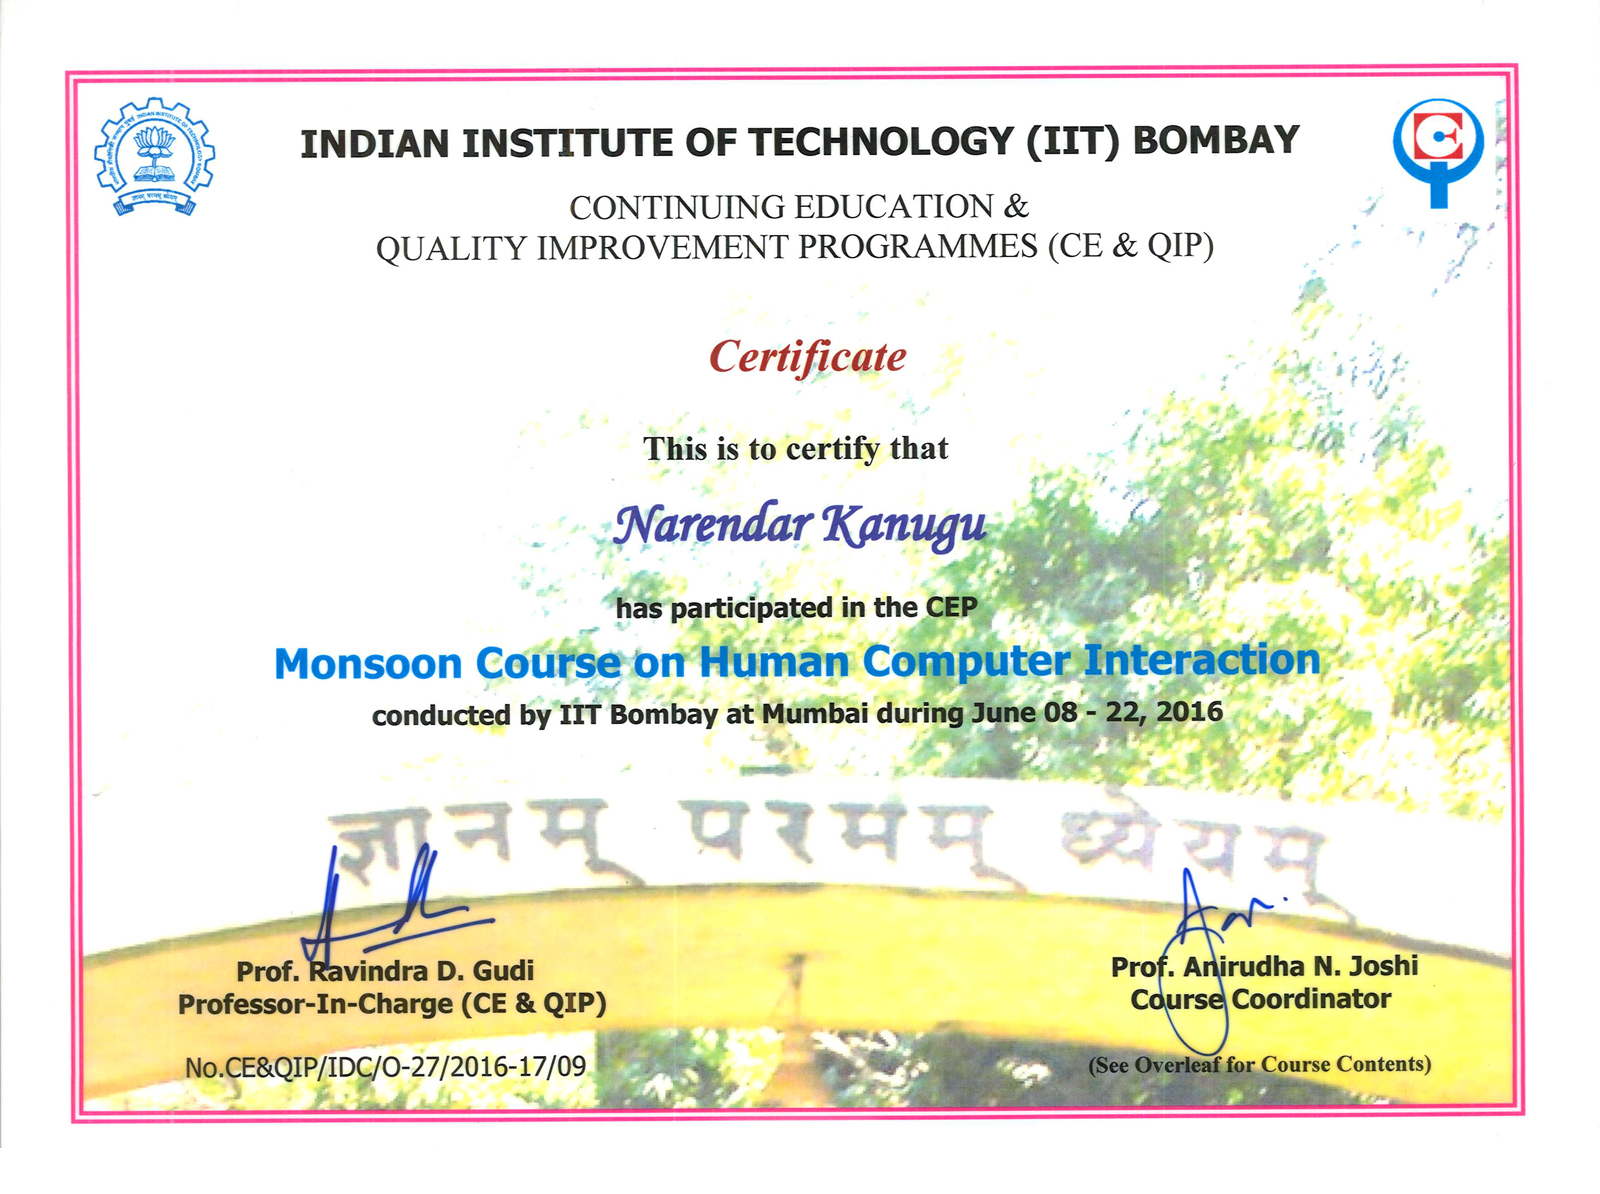 INDIAN INSTITUTE OF TECHNOLOGY (IIT) BOMBAY
CONTINUING EDUCATION &
QUALITY IMPROVEMENT PROGRAMMES (CE & QIP)
Certificate
This is to certify that
Narendar Kanugu
has participated in the CEP
Monsoon Course on Human Computer Interaction
conducted by IIT Bombay at Mumbai during June 08 - 22, 2016
ज्ञानम् परमम् ध्येयम्
Prof. Ravindra D. Gudi
Professor-In-Charge (CE & QIP)
No.CE&QIP/IDC/O-27/2016-17/09
Prof. Anirudha N. Joshi
Course Coordinator
(See Overleaf for Course Contents)